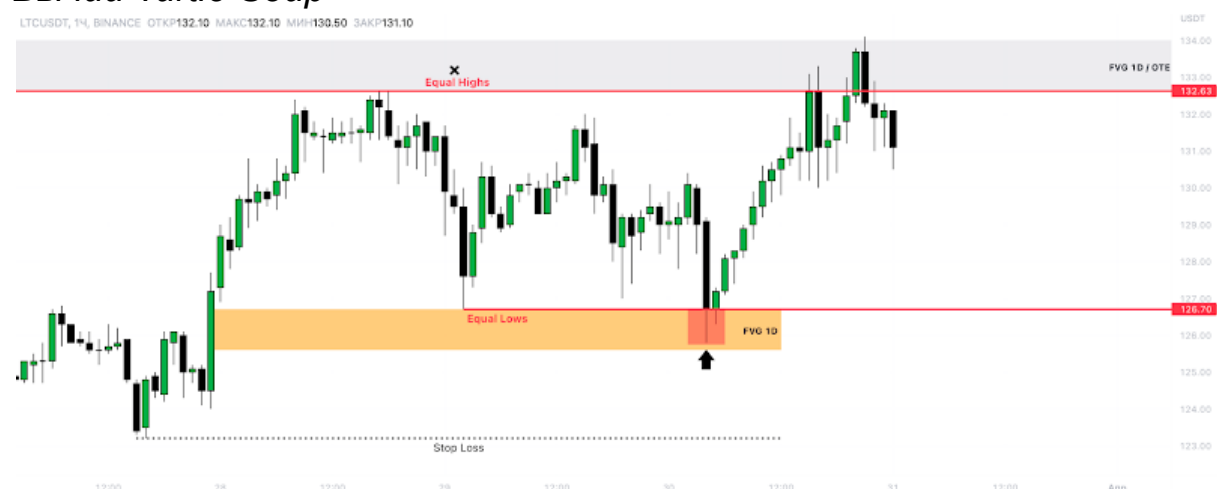 Turtle Soup
LTCUSDT, 1Ч, BINANCE ОТКР132.10 МАКС132.10 МИН130.50 ЗАКР131.10
USDT
134.00
FVG 1D / OTE
133.00
Equal Highs
132.63
132.00
131.00
130.00
129.00
128.00
127.00
126.70
Equal Lows
FVG 1D
126.00
125.00
124.00
123.00
Stop Loss
12:00 28 12:00 29 12:00 30 12:00 31 12:00 Апр